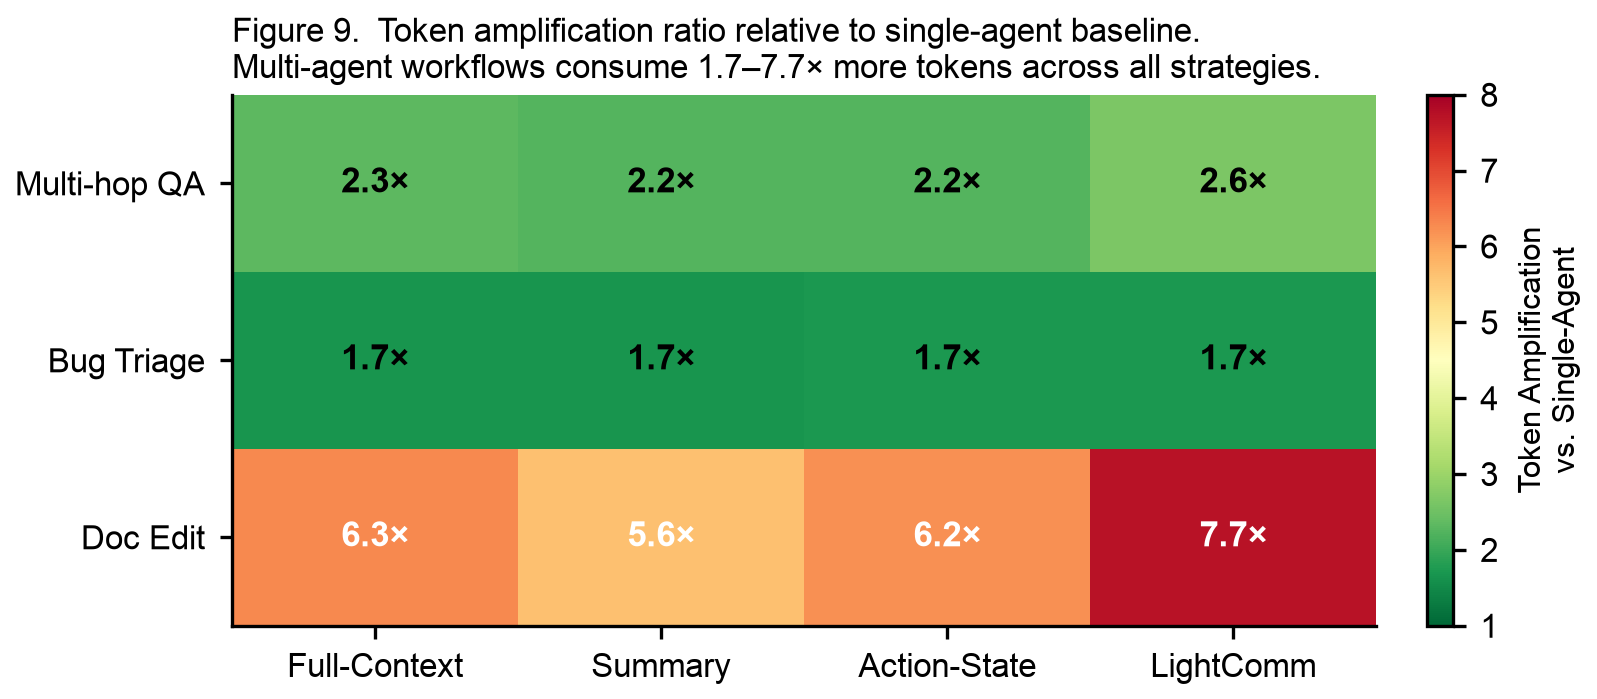 Figure 9.  Token amplification ratio relative to single-agent baseline.
Multi-agent workflows consume 1.7–7.7× more tokens across all strategies.
Multi-hop QA
2.3×
2.2×
2.2×
2.6×
Bug Triage
1.7×
1.7×
1.7×
1.7×
Doc Edit
6.3×
5.6×
6.2×
7.7×
Full-Context
Summary
Action-State
LightComm
8
7
6
5
4
3
2
1
Token Amplification
vs. Single-Agent